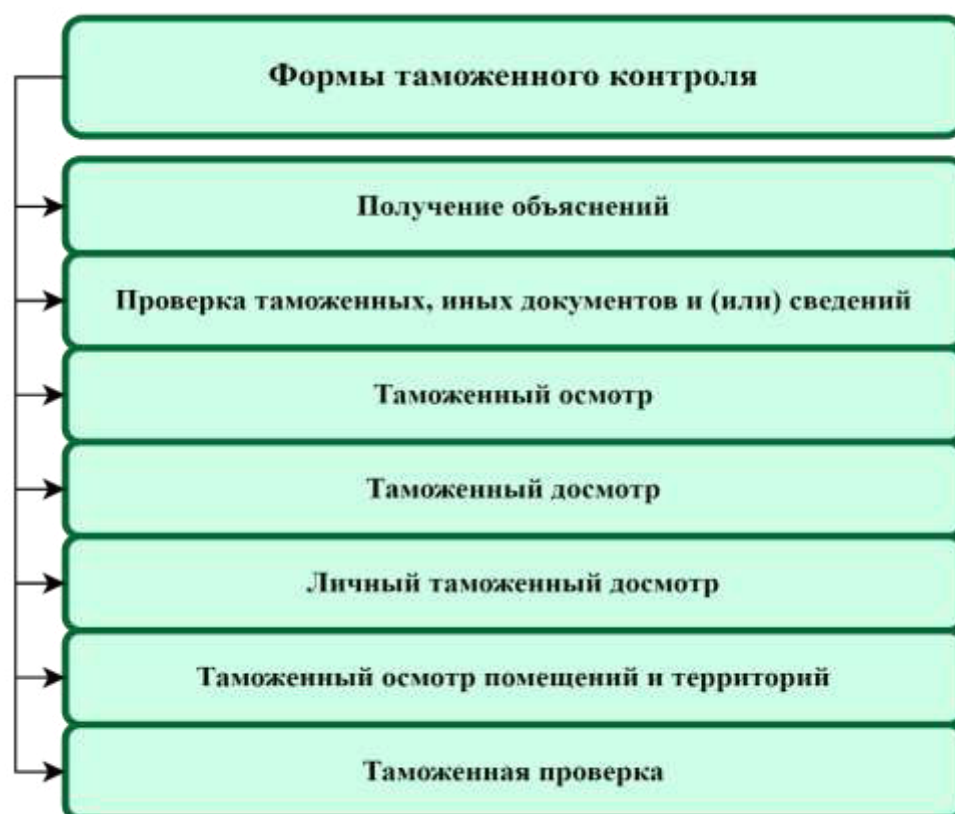 Формы таможенного контроля
Получение объяснений
Проверка таможенных, иных документов и (или) сведений
Таможенный осмотр
Таможенный досмотр
Личный таможенный досмотр
Таможенный осмотр помещений и территорий
Таможенная проверка